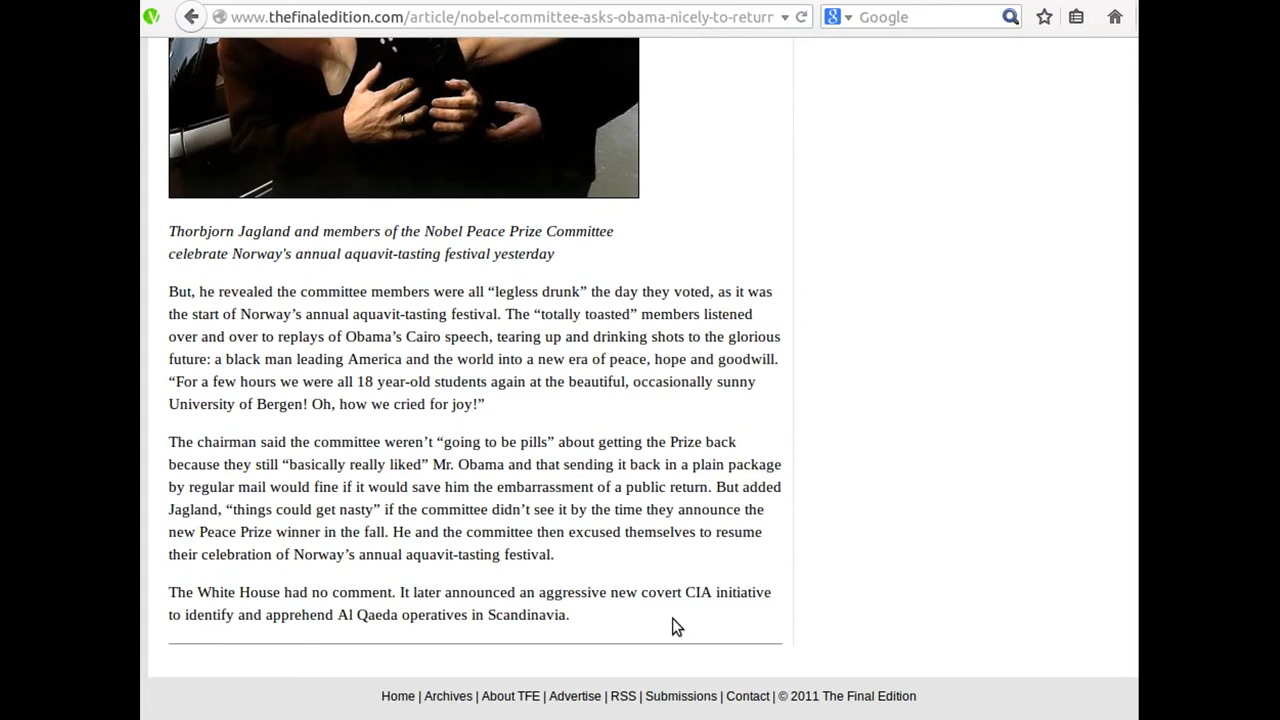 www.thefinaledition.com/article/nobel-committee-asks-obama-nicely-to-returr
Google
Thorbjorn Jagland and members of the Nobel Peace Prize Committee
celebrate Norway's annual aquavit-tasting festival yesterday
But, he revealed the committee members were all “legless drunk” the day they voted, as it was
the start of Norway’s annual aquavit-tasting festival. The “totally toasted” members listened
over and over to replays of Obama’s Cairo speech, tearing up and drinking shots to the glorious
future: a black man leading America and the world into a new era of peace, hope and goodwill.
“For a few hours we were all 18 year-old students again at the beautiful, occasionally sunny
University of Bergen! Oh, how we cried for joy!”
The chairman said the committee weren’t “going to be pills” about getting the Prize back
because they still “basically really liked” Mr. Obama and that sending it back in a plain package
by regular mail would fine if it would save him the embarrassment of a public return. But added
Jagland, “things could get nasty” if the committee didn’t see it by the time they announce the
new Peace Prize winner in the fall. He and the committee then excused themselves to resume
their celebration of Norway’s annual aquavit-tasting festival.
The White House had no comment. It later announced an aggressive new covert CIA initiative
to identify and apprehend Al Qaeda operatives in Scandinavia.
Home | Archives | About TFE | Advertise | RSS | Submissions | Contact | © 2011 The Final Edition